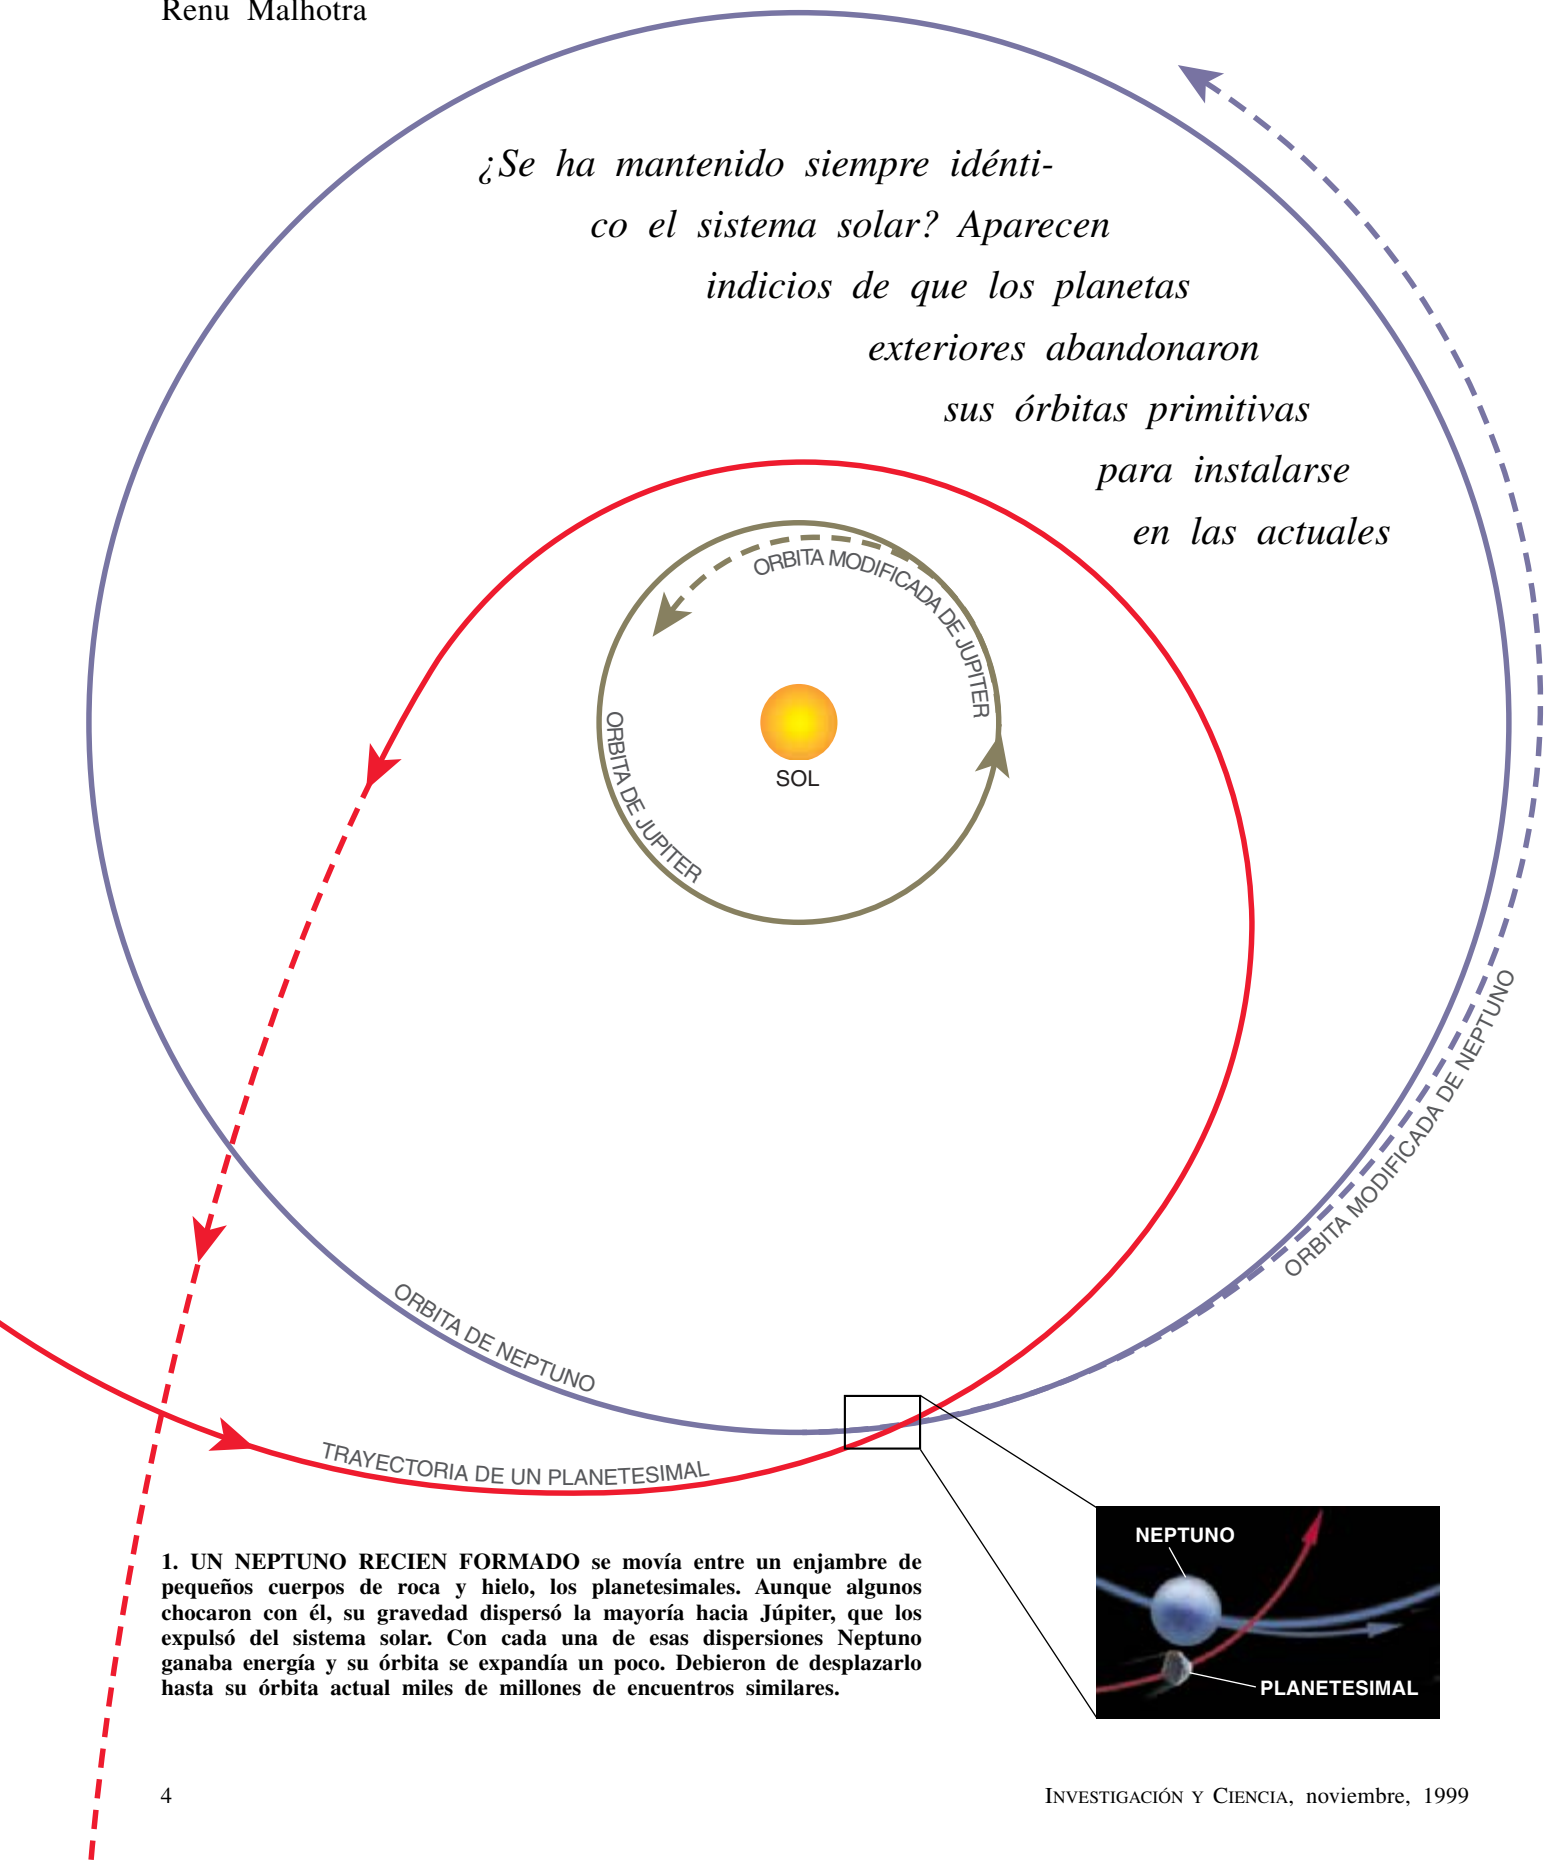 Renu Malhotra
¿Se ha mantenido siempre idénti-
co el sistema solar? Aparecen
indicios de que los planetas
exteriores abandonaron
sus órbitas primitivas
para instalarse
en las actuales
ORBITA MODIFICADA DE JUPITER
SOL
ORBITA DE JUPITER
ORBITA MODIFICADA DE NEPTUNO
ORBITA DE NEPTUNO
TRAYECTORIA DE UN PLANETESIMAL
NEPTUNO
PLANETESIMAL
1. UN NEPTUNO RECIEN FORMADO se movía entre un enjambre de
pequeños cuerpos de roca y hielo, los planetesimales. Aunque algunos
chocaron con él, su gravedad dispersó la mayoría hacia Júpiter, que los
expulsó del sistema solar. Con cada una de esas dispersiones Neptuno
ganaba energía y su órbita se expandía un poco. Debieron de desplazarlo
hasta su órbita actual miles de millones de encuentros similares.
4
INVESTIGACIÓN Y CIENCIA, noviembre, 1999